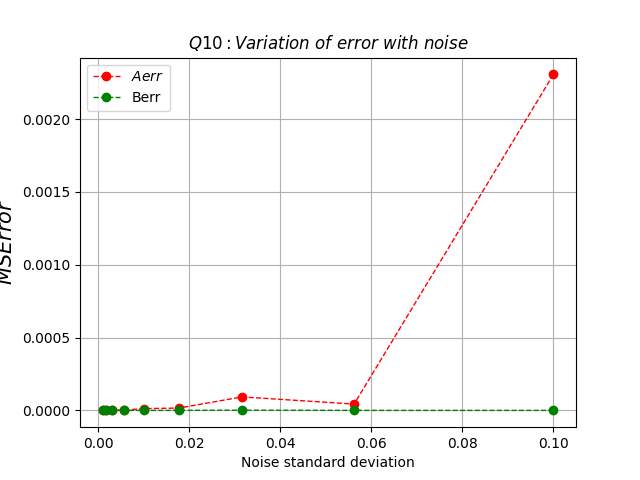 Q10 : Variation of error with noise
Aerr
Berr
0.0020
0.0015
0.0010
0.0005
0.0000
MSError
0.00 0.02 0.04 0.06 0.08 0.10
Noise standard deviation